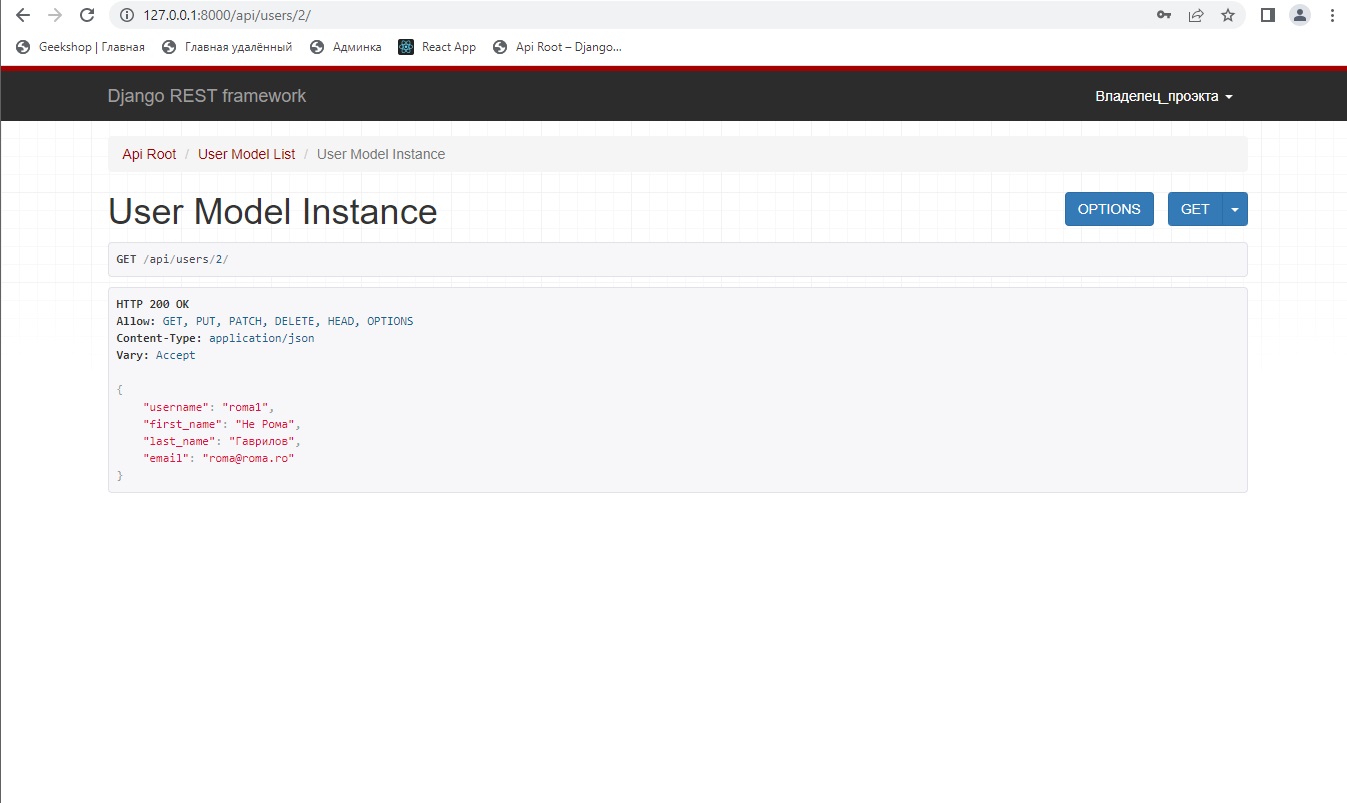 127.0.0.1:8000/api/users/2/
Geekshop | Главная Главная удалённый Админка React App Api Root – Django...
Django REST framework Владелец_проэкта
Api Root / User Model List / User Model Instance
User Model Instance OPTIONS GET
GET /api/users/2/
HTTP 200 OK
Allow: GET, PUT, PATCH, DELETE, HEAD, OPTIONS
Content-Type: application/json
Vary: Accept
{
"username": "roma1",
"first_name": "Не Рома",
"last_name": "Гаврилов",
"email": "roma@roma.ro"
}